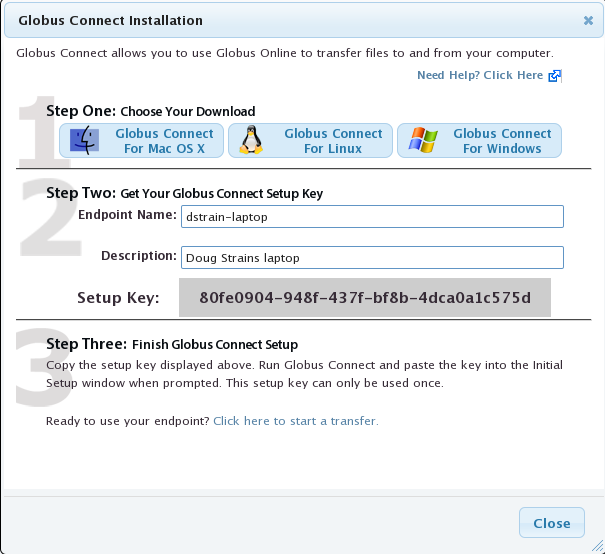 Globus Connect Installation
Globus Connect allows you to use Globus Online to transfer files to and from your computer.
Need Help? Click Here
1
Step One: Choose Your Download
Globus Connect
For Mac OS X
Globus Connect
For Linux
Globus Connect
For Windows
2
Step Two: Get Your Globus Connect Setup Key
Endpoint Name: dstrain-laptop
Description: Doug Strains laptop
Setup Key: 80fe0904-948f-437f-bf8b-4dca0a1c575d
3
Step Three: Finish Globus Connect Setup
Copy the setup key displayed above. Run Globus Connect and paste the key into the Initial
Setup window when prompted. This setup key can only be used once.
Ready to use your endpoint? Click here to start a transfer.
Close